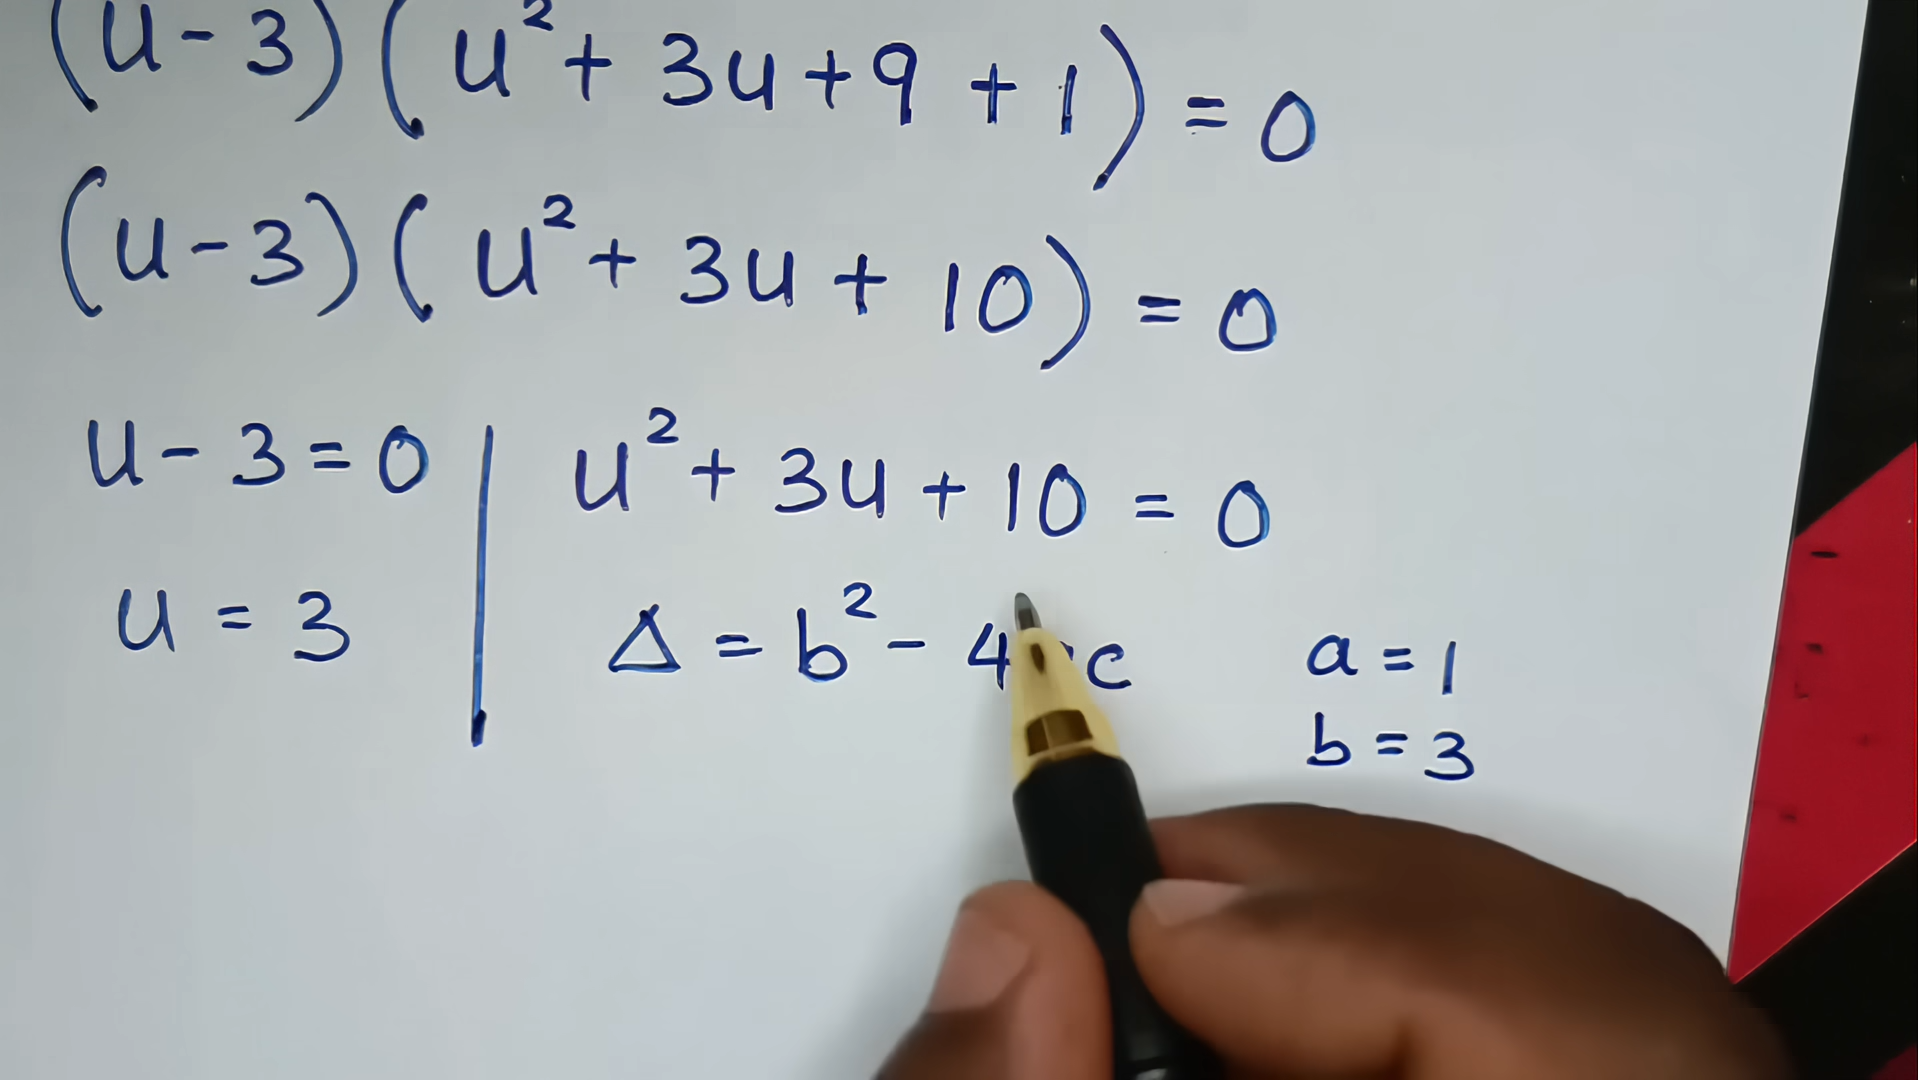 (u - 3)(u² + 3u + 9 + 1) = 0
(u - 3)(u² + 3u + 10) = 0
u - 3 = 0 | u² + 3u + 10 = 0
u = 3 | Δ = b² - 4 c a = 1
b = 3